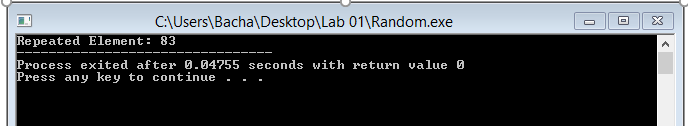 C:\Users\Bacha\Desktop\Lab 01\Random.exe
Repeated Element: 83
--------------------------------
Process exited after 0.04755 seconds with return value 0
Press any key to continue . . .